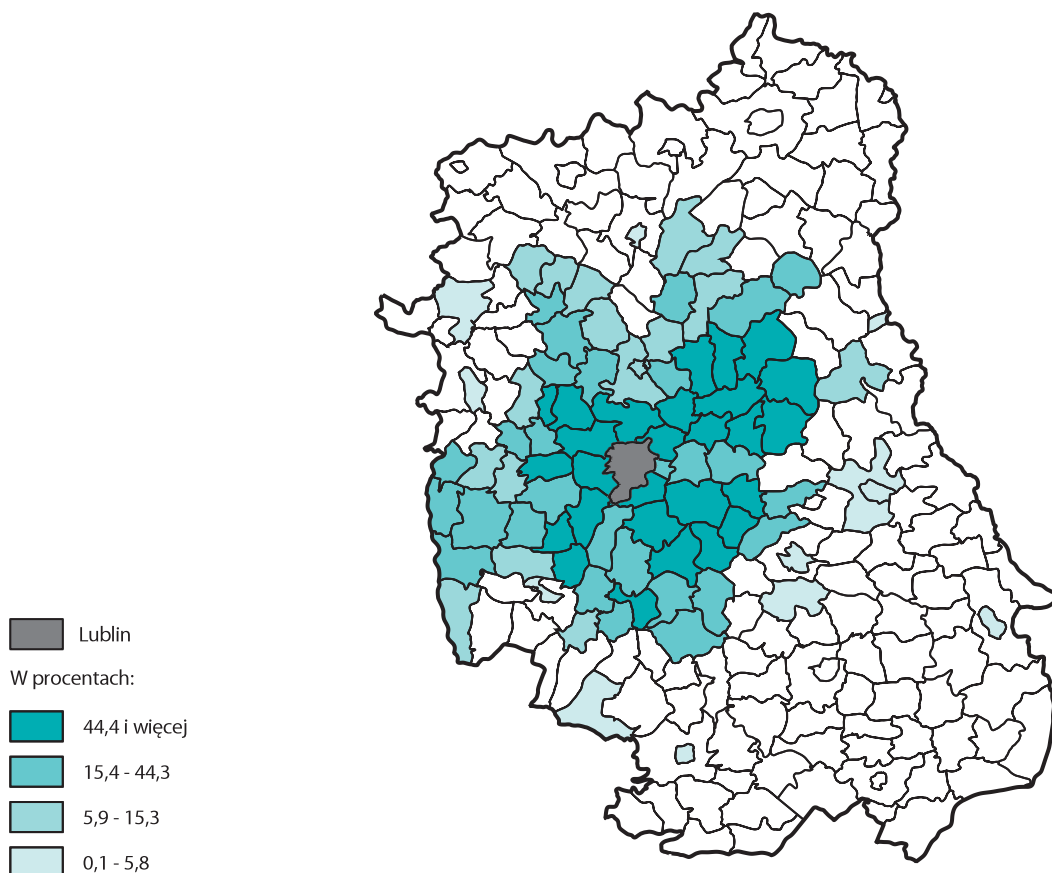 Lublin
W procentach:
44,4 i więcej
15,4 - 44,3
5,9 - 15,3
0,1 - 5,8